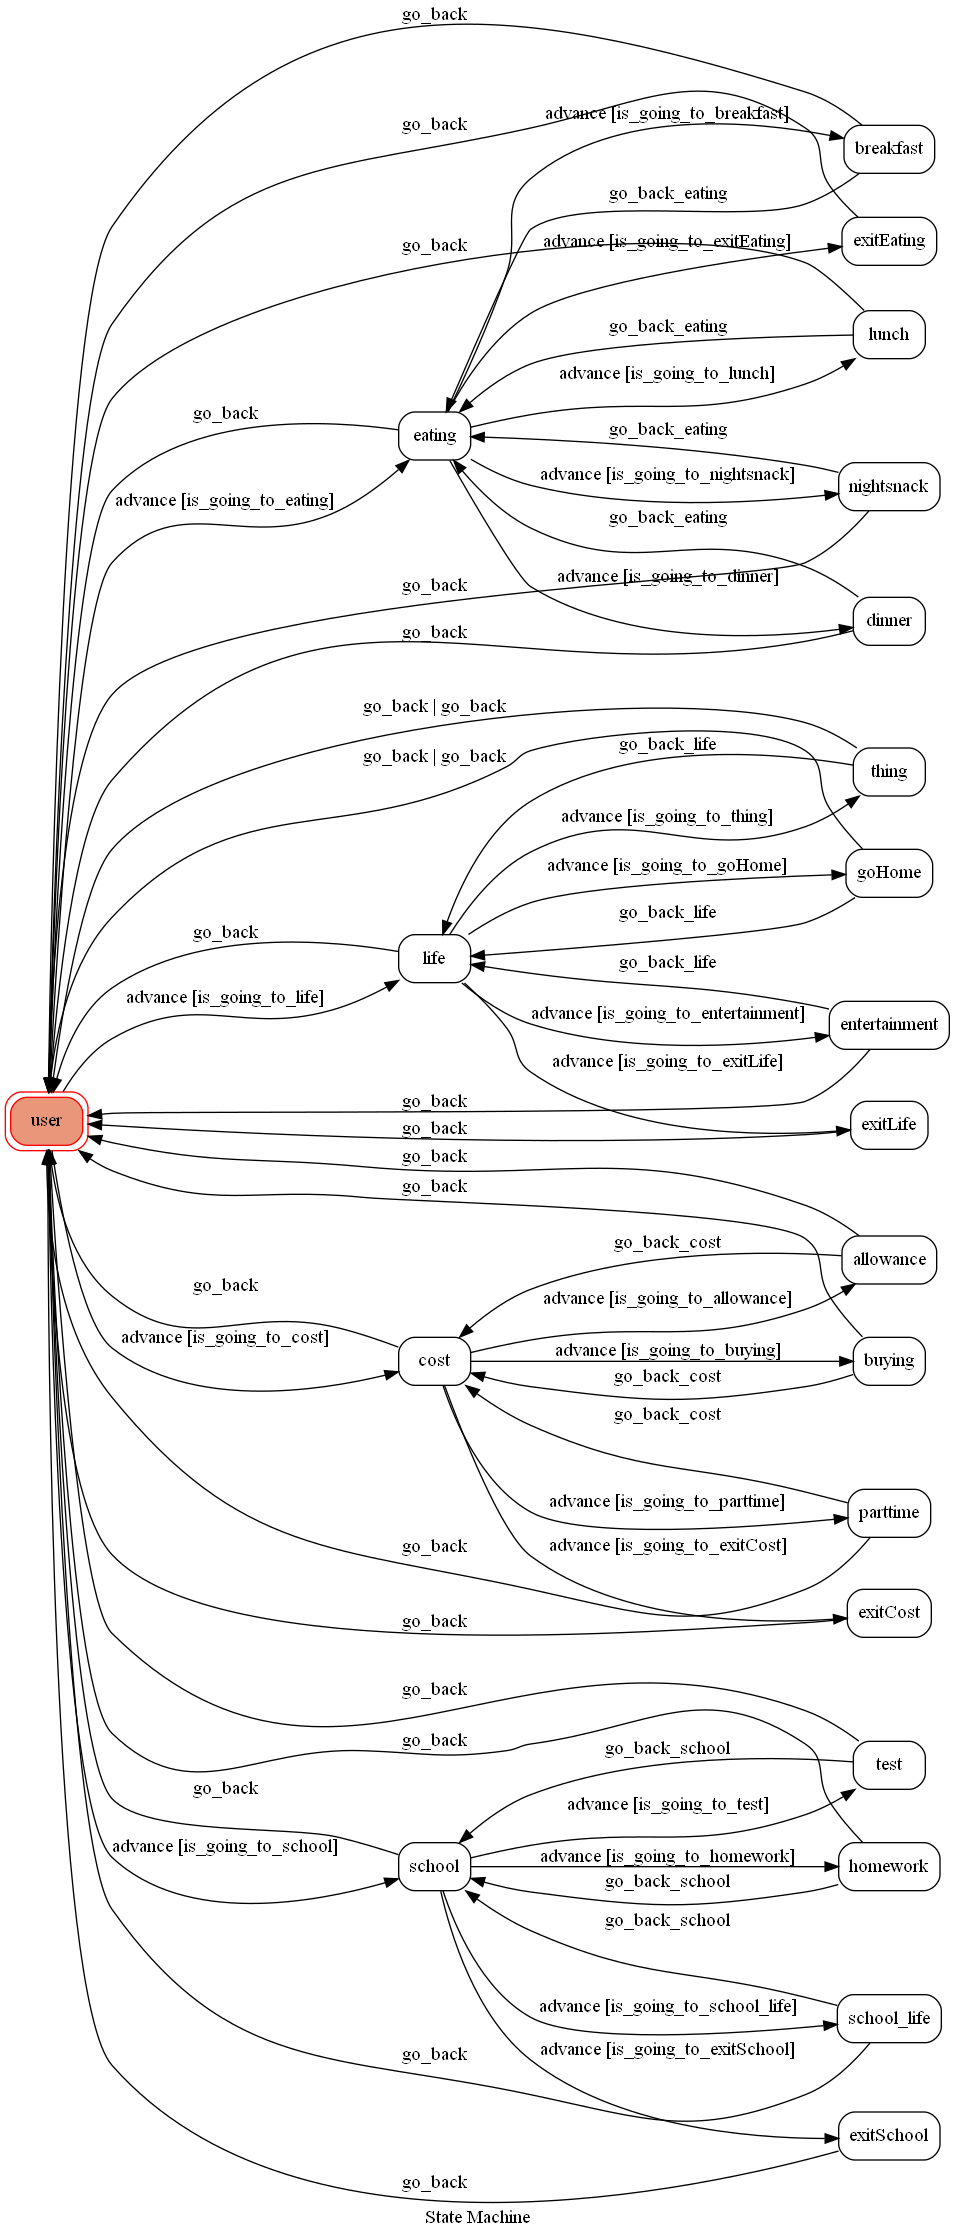 go_back
advance [is_going_to_breakfast]
go_back
breakfast
go_back_eating
advance [is_going_to_exitEating]
exitEating
go_back
go_back_eating
lunch
advance [is_going_to_lunch]
go_back
go_back_eating
eating
advance [is_going_to_nightsnack]
nightsnack
advance [is_going_to_eating]
go_back_eating
advance [is_going_to_dinner]
go_back
dinner
go_back
go_back | go_back
go_back_life
go_back | go_back
thing
advance [is_going_to_thing]
advance [is_going_to_goHome]
goHome
go_back_life
go_back
life
go_back_life
advance [is_going_to_life]
advance [is_going_to_entertainment]
entertainment
advance [is_going_to_exitLife]
go_back
user
go_back
exitLife
go_back
go_back
go_back_cost
allowance
go_back
advance [is_going_to_allowance]
advance [is_going_to_cost]
advance [is_going_to_buying]
cost
buying
go_back_cost
go_back_cost
advance [is_going_to_parttime]
parttime
go_back
advance [is_going_to_exitCost]
exitCost
go_back
go_back
go_back
go_back_school
test
go_back
advance [is_going_to_test]
advance [is_going_to_school]
advance [is_going_to_homework]
school
homework
go_back_school
go_back_school
advance [is_going_to_school_life]
school_life
go_back
advance [is_going_to_exitSchool]
exitSchool
go_back
State Machine